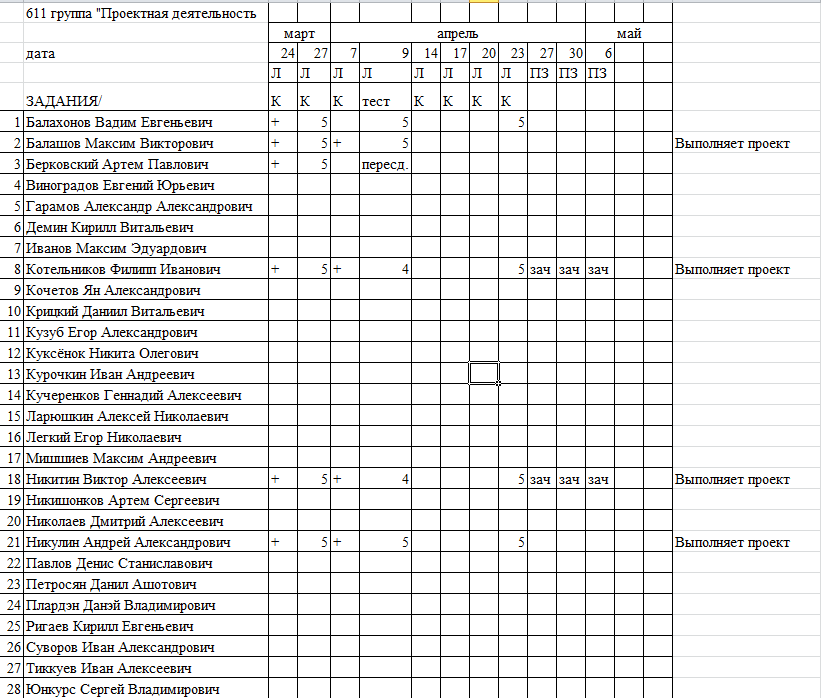 611 группа "Проектная деятельность
март апрель май
дата 24 27 7 9 14 17 20 23 27 30 6
Л Л Л Л Л Л Л Л ПЗ ПЗ ПЗ
ЗАДАНИЯ/ К К К тест К К К К
1 Балахонов Вадим Евгеньевич + 5 5 5
2 Балашов Максим Викторович + 5 + 5 Выполняет проект
3 Берковский Артем Павлович + 5 пересд.
4 Виноградов Евгений Юрьевич
5 Гарамов Александр Александрович
6 Демин Кирилл Витальевич
7 Иванов Максим Эдуардович
8 Котельников Филипп Иванович + 5 + 4 5 зач зач зач Выполняет проект
9 Кочетов Ян Александрович
10 Крицкий Даниил Витальевич
11 Кузуб Егор Александрович
12 Куксёнок Никита Олегович
13 Курочкин Иван Андреевич
14 Кучеренков Геннадий Алексеевич
15 Ларюшкин Алексей Николаевич
16 Легкий Егор Николаевич
17 Мишшиев Максим Андреевич
18 Никитин Виктор Алексеевич + 5 + 4 5 зач зач зач Выполняет проект
19 Никишонков Артем Сергеевич
20 Николаев Дмитрий Алексеевич
21 Никулин Андрей Александрович + 5 + 5 5 Выполняет проект
22 Павлов Денис Станиславович
23 Петросян Данил Ашотович
24 Плардэн Данэй Владимирович
25 Ригаев Кирилл Евгеньевич
26 Суворов Иван Александрович
27 Тиккуев Иван Алексеевич
28 Юнкурс Сергей Владимирович